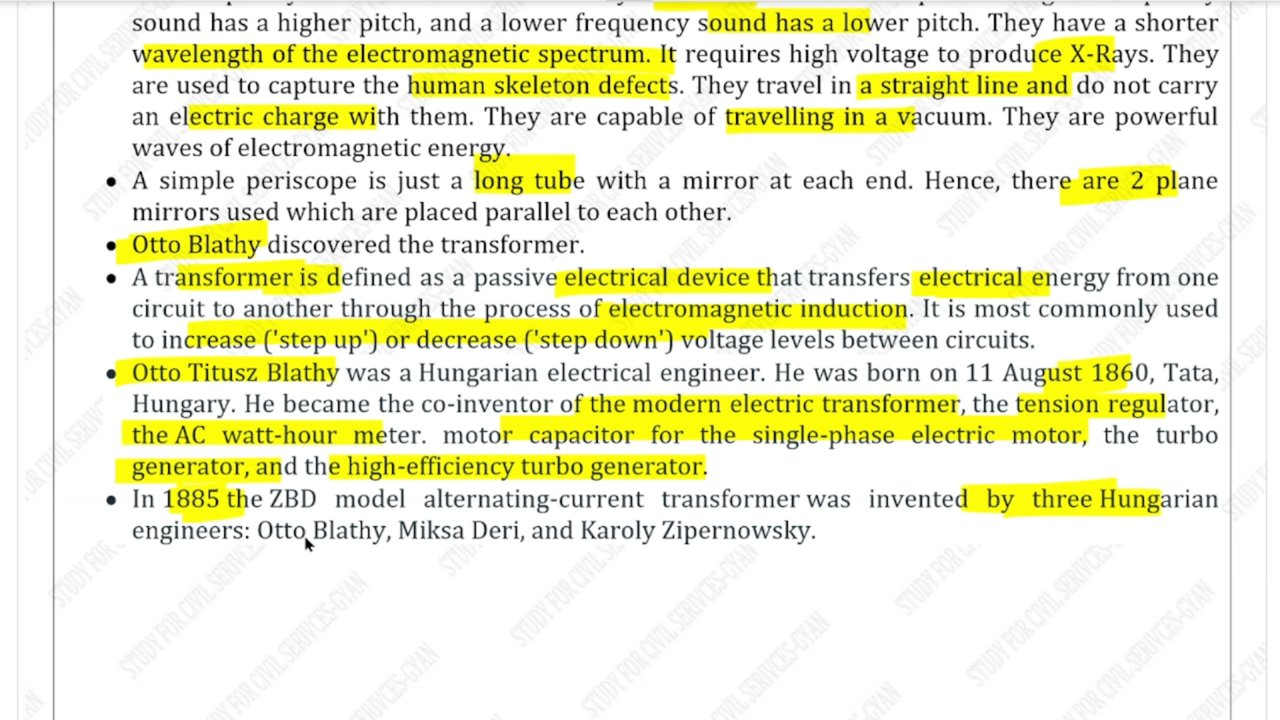 sound has a higher pitch, and a lower frequency sound has a lower pitch. They have a shorter
wavelength of the electromagnetic spectrum. It requires high voltage to produce X-Rays. They
are used to capture the human skeleton defects. They travel in a straight line and do not carry
an electric charge with them. They are capable of travelling in a vacuum. They are powerful
waves of electromagnetic energy.
• A simple periscope is just a long tube with a mirror at each end. Hence, there are 2 plane
mirrors used which are placed parallel to each other.
• Otto Blathy discovered the transformer.
• A transformer is defined as a passive electrical device that transfers electrical energy from one
circuit to another through the process of electromagnetic induction. It is most commonly used
to increase ('step up') or decrease ('step down') voltage levels between circuits.
• Otto Titusz Blathy was a Hungarian electrical engineer. He was born on 11 August 1860, Tata,
Hungary. He became the co-inventor of the modern electric transformer, the tension regulator,
the AC watt-hour meter. motor capacitor for the single-phase electric motor, the turbo
generator, and the high-efficiency turbo generator.
• In 1885 the ZBD model alternating-current transformer was invented by three Hungarian
engineers: Otto Blathy, Miksa Deri, and Karoly Zipernowsky.
STUDY FOR CIVIL SERIVCES-GYAN